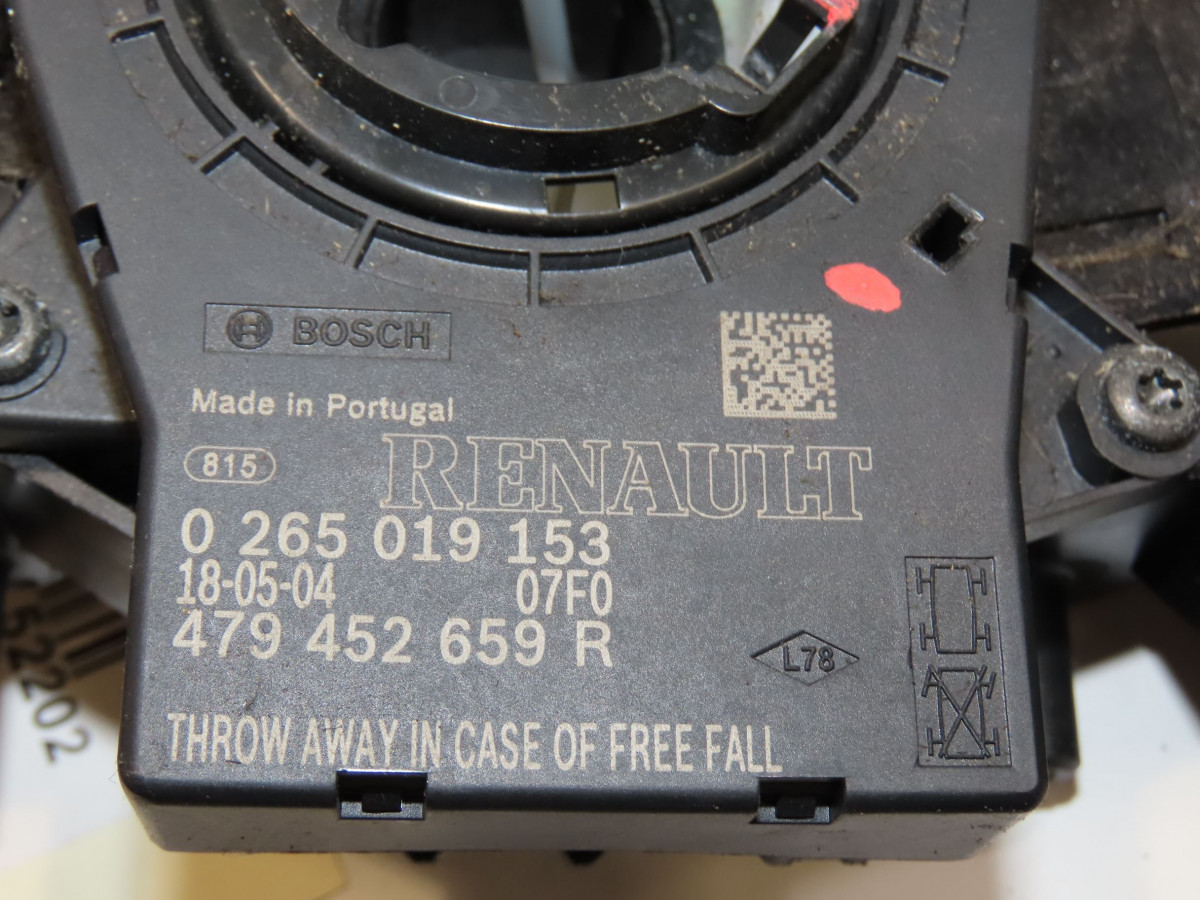 BOSCH
Made in Portugal
815
RENAULT
0 265 019 153
18-05-04 07F0
479 452 659 R
L78
THROW AWAY IN CASE OF FREE FALL
52202